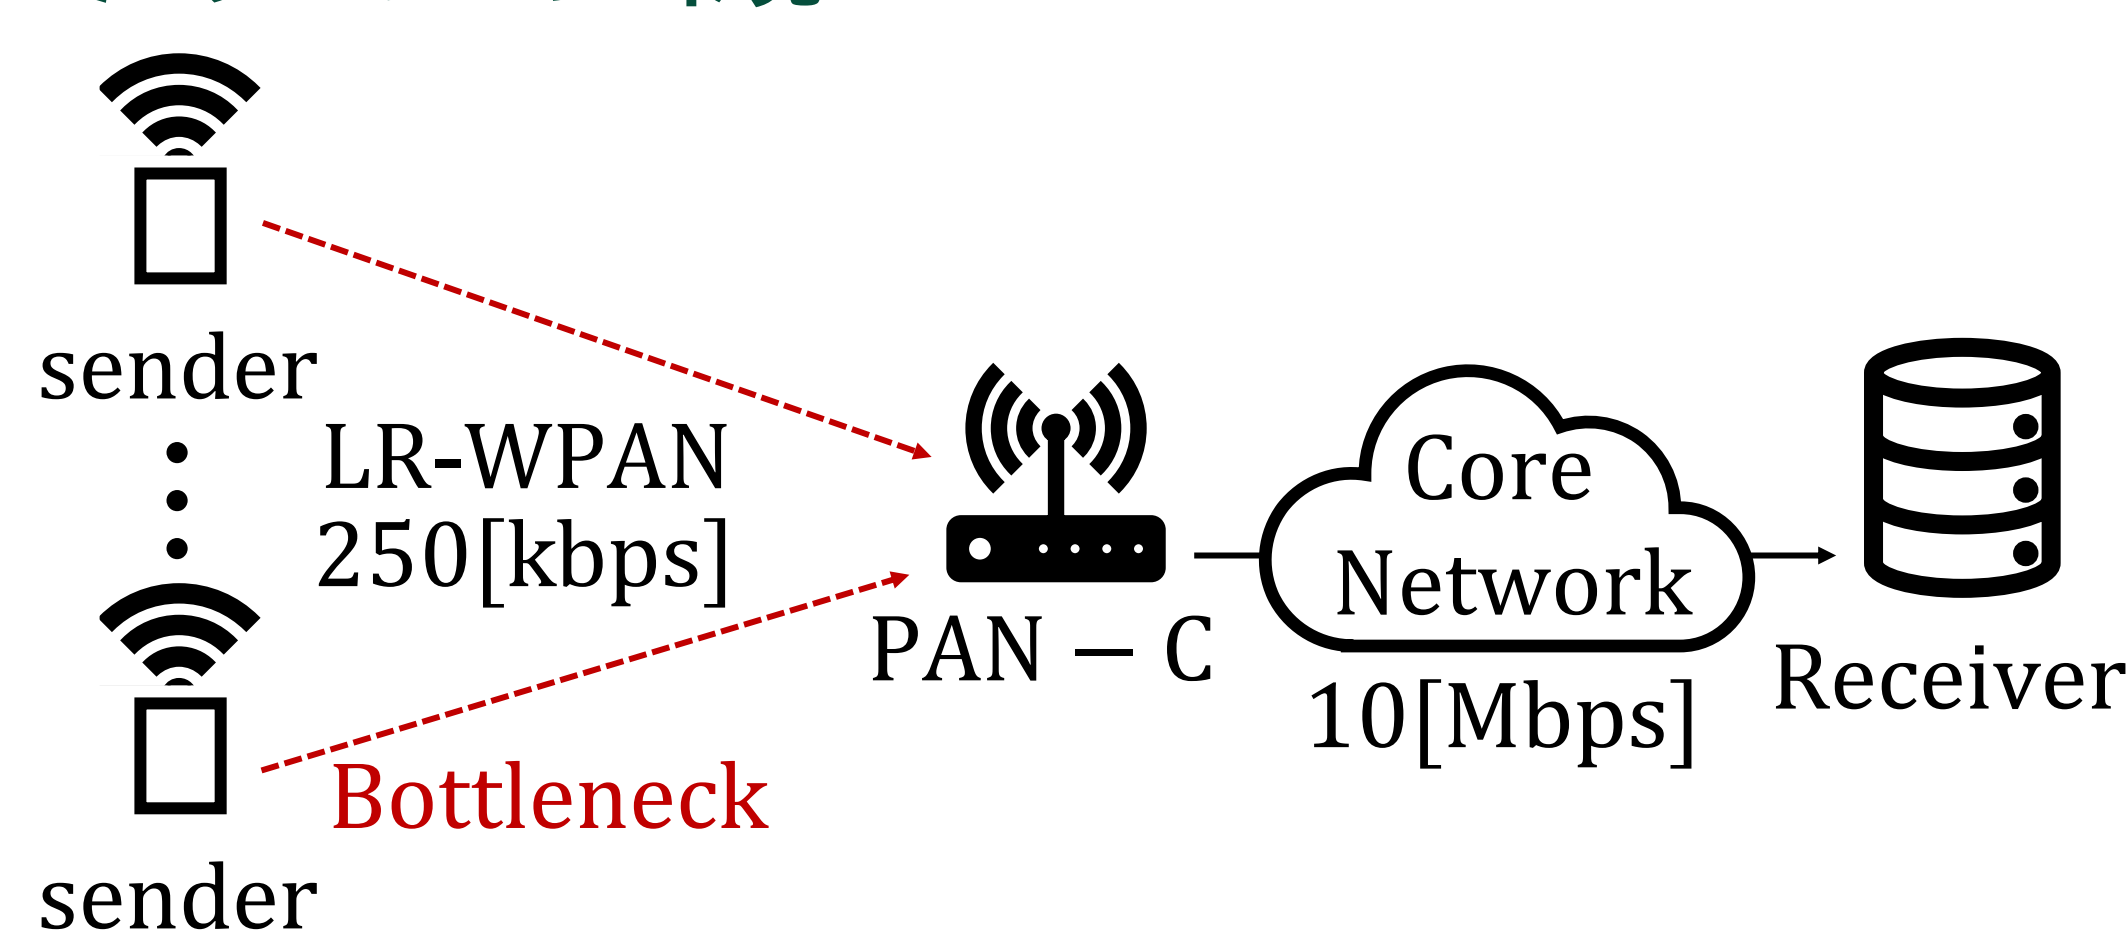 sender
LR-WPAN
250[kbps]
Bottleneck
sender
PAN – C
Core
Network
10[Mbps]
Receiver